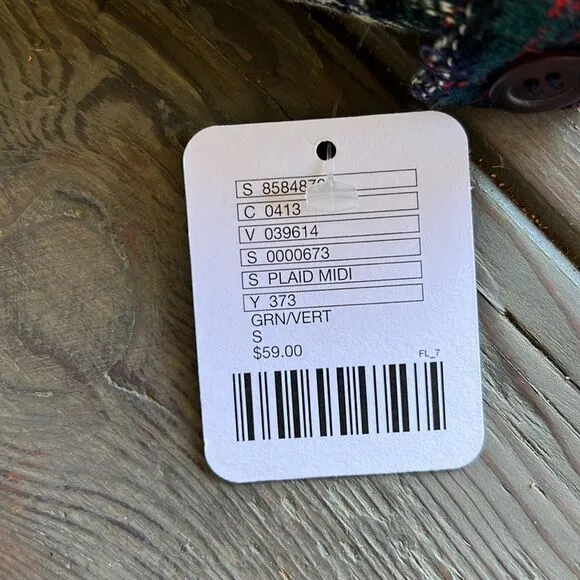 S
C 0413
V 039614
S 0000673
S PLAID MIDI
Y 373
GRN/VERT
S
$59.00
FL_7